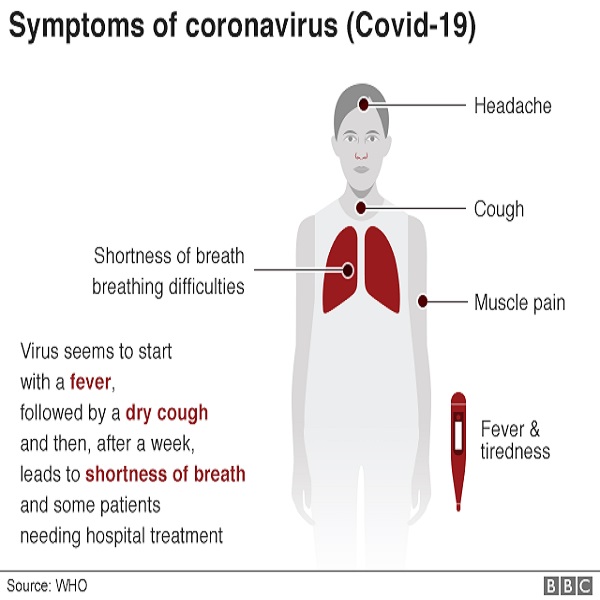 Symptoms of coronavirus (Covid-19)
Headache
Cough
Shortness of breath
breathing difficulties
Muscle pain
Virus seems to start
with a fever,
followed by a dry cough
and then, after a week,
leads to shortness of breath
and some patients
needing hospital treatment
Fever &
tiredness
Source: WHO
BBC